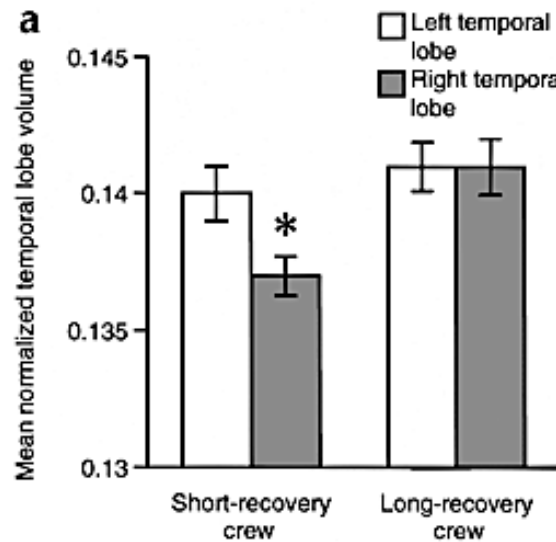 a
Left temporal
lobe
Right tempora
lobe
Mean normalized temporal lobe volume
0.145
0.14
0.135
0.13
*
Short-recovery
crew
Long-recovery
crew